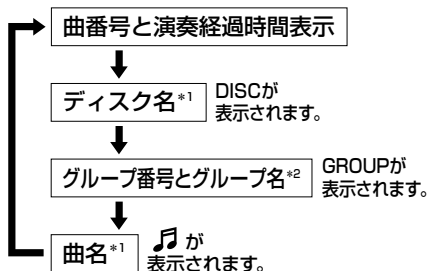 曲番号と演奏経過時間表示
ディスク名*1
DISCが
表示されます。
グループ番号とグループ名*2
GROUPが
表示されます。
曲名*1
♫ が
表示されます。